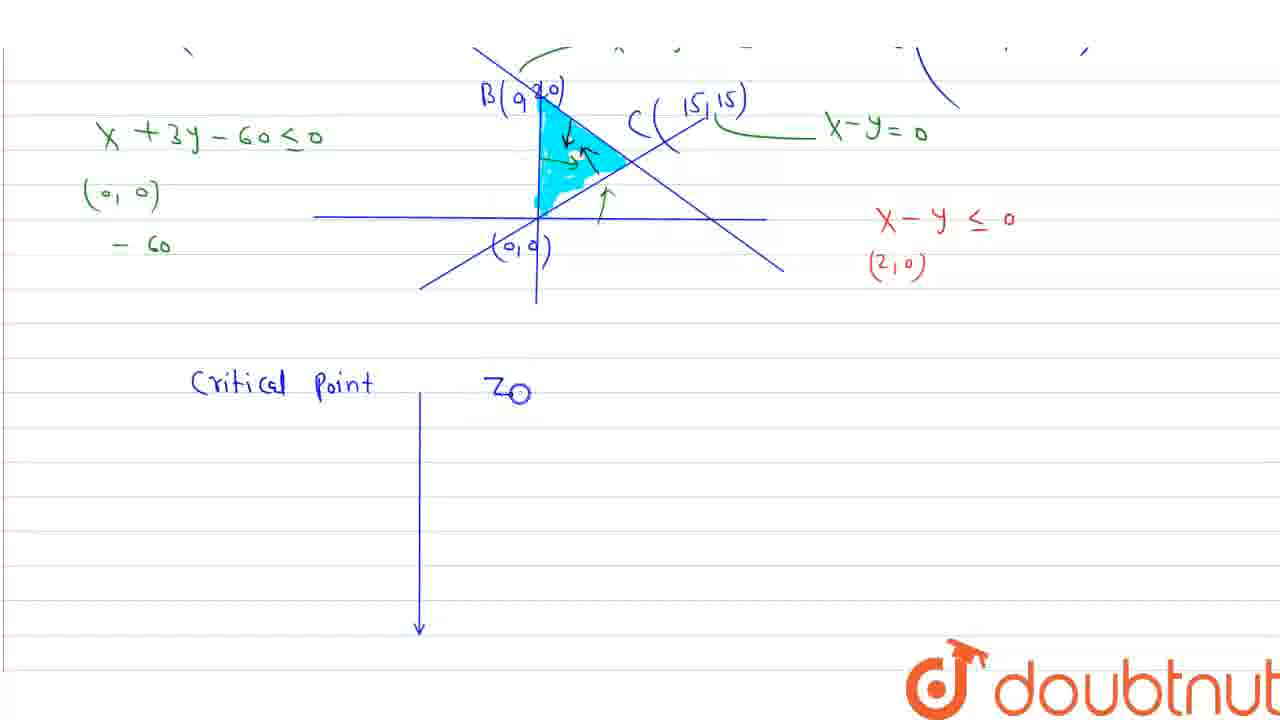 B(0,20)
C(15,15)
x + 3y - 60 ≤ 0
x - y = 0
(0, 0)
x - y ≤ 0
- 60
(0,0)
(2,0)
Critical point Z
doubtnut